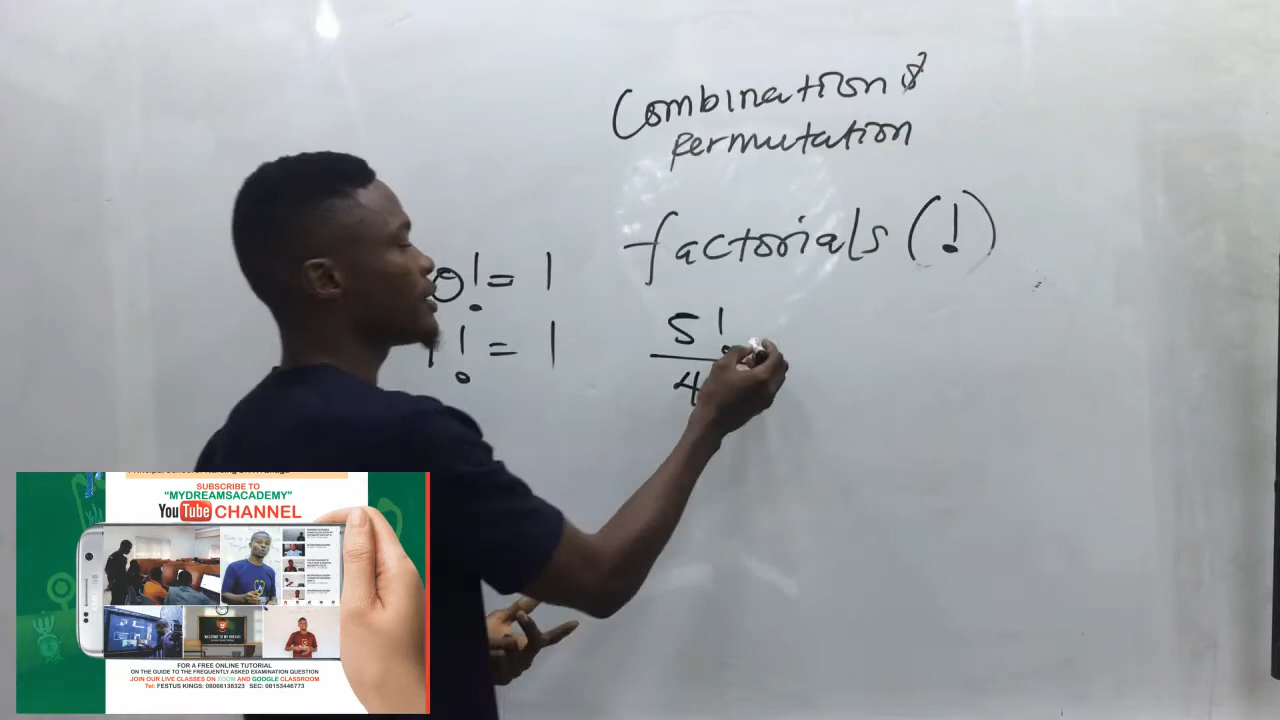 Combination &
permutation
factorials (!)
0! = 1
1! = 1
5!
4
SUBSCRIBE TO
"MYDREAMSACADEMY"
YouTube CHANNEL
FOR A FREE ONLINE TUTORIAL
ON THE GUIDE TO THE FREQUENTLY ASKED EXAMINATION QUESTION
JOIN OUR LIVE CLASSES ON ZOOM AND GOOGLE CLASSROOM
Tel: FESTUS KINGS: 08066138323 SEC: 08153446773